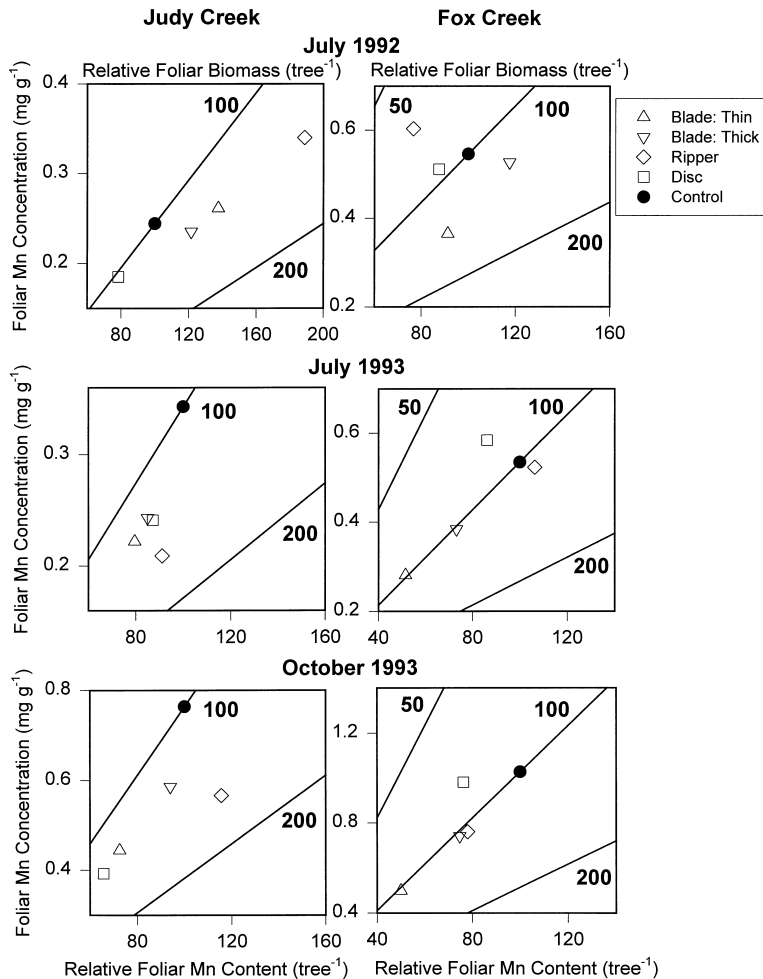 Judy Creek
Fox Creek
July 1992
Relative Foliar Biomass (tree⁻¹)
Relative Foliar Biomass (tree⁻¹)
Foliar Mn Concentration (mg g⁻¹)
0.4
0.3
0.2
100
200
80 120 160 200
0.6
0.4
0.2
50
100
200
80 120 160
Blade: Thin
Blade: Thick
Ripper
Disc
Control
July 1993
Foliar Mn Concentration (mg g⁻¹)
0.3
0.2
100
200
80 120 160
0.6
0.4
0.2
50
100
200
40 80 120
October 1993
Foliar Mn Concentration (mg g⁻¹)
0.8
0.6
0.4
100
200
80 120 160
1.2
0.8
0.4
50
100
200
40 80 120
Relative Foliar Mn Content (tree⁻¹)
Relative Foliar Mn Content (tree⁻¹)